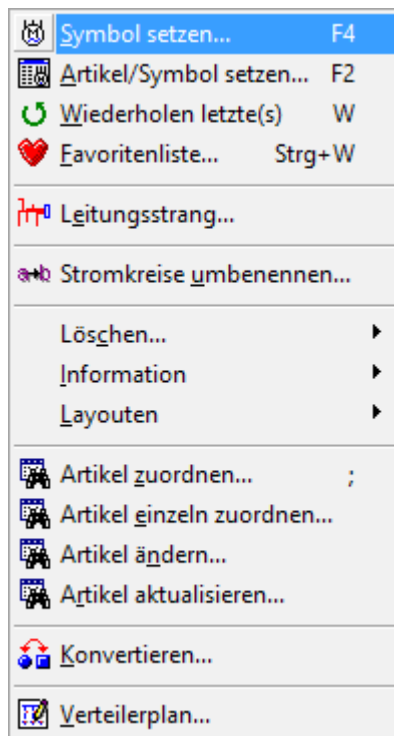 Symbol setzen... F4
Artikel/Symbol setzen... F2
Wiederholen letzte(s) W
Favoritenliste... Strg+W
Leitungsstrang...
a→b Stromkreise umbenennen...
Löschen...
Information
Layouten
Artikel zuordnen... ;
Artikel einzeln zuordnen...
Artikel ändern...
Artikel aktualisieren...
Konvertieren...
Verteilerplan...